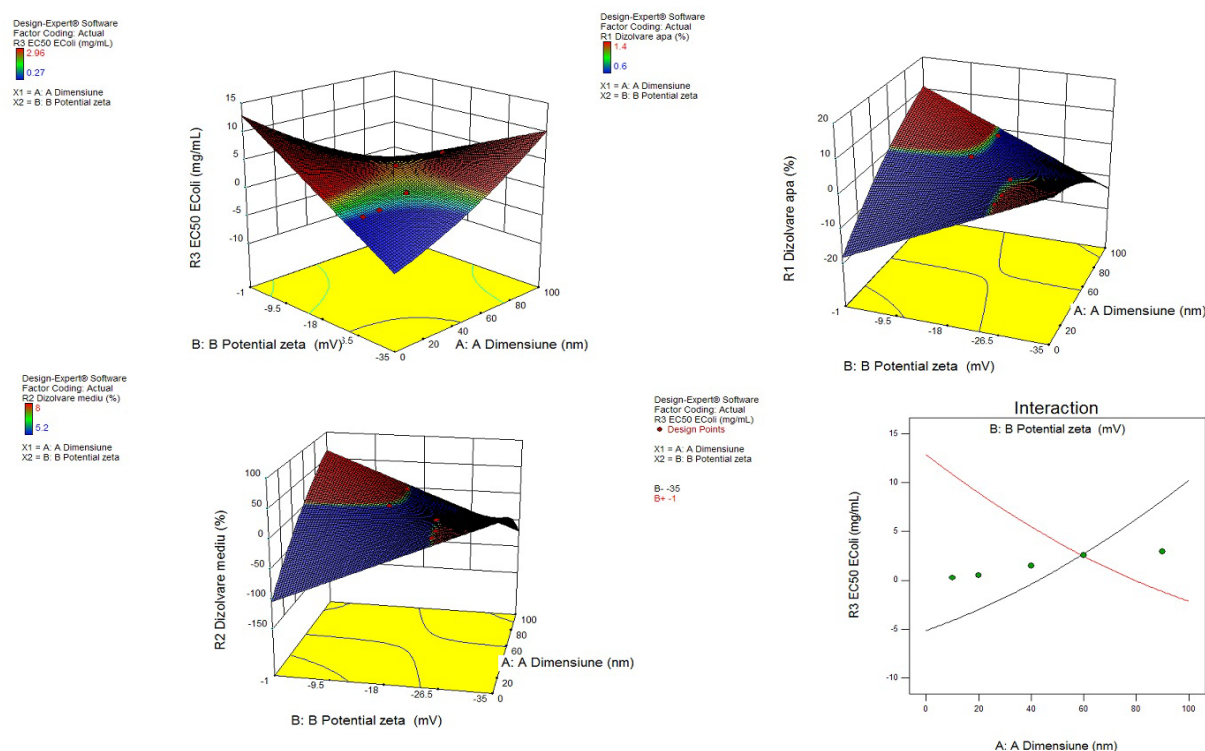 Design-Expert® Software
Factor Coding: Actual
R3 EC50 EColi (mg/mL)
2.96
0.27
X1 = A: A Dimensiune
X2 = B: B Potential zeta
15
10
5
0
-5
-10
R3 EC50 EColi (mg/mL)
-1
-9.5
-18
3.5
-35
B: B Potential zeta (mV)
0
20
40
60
80
100
A: A Dimensiune (nm)
Design-Expert® Software
Factor Coding: Actual
R1 Dizolvare apa (%)
1.4
0.6
X1 = A: A Dimensiune
X2 = B: B Potential zeta
20
10
0
-10
-20
R1 Dizolvare apa (%)
-1
-9.5
-18
-26.5
-35
B: B Potential zeta (mV)
0
20
60
80
100
A: A Dimensiune (nm)
Design-Expert® Software
Factor Coding: Actual
R2 Dizolvare mediu (%)
8
5.2
X1 = A: A Dimensiune
X2 = B: B Potential zeta
100
50
0
-50
-100
-150
R2 Dizolvare mediu (%)
-1
-9.5
-18
-26.5
-35
B: B Potential zeta (mV)
0
20
60
80
100
A: A Dimensiune (nm)
Design-Expert® Software
Factor Coding: Actual
R3 EC50 EColi (mg/mL)
Design Points
X1 = A: A Dimensiune
X2 = B: B Potential zeta
B- -35
B+ -1
Interaction
B: B Potential zeta (mV)
15
10
5
0
-5
-10
R3 EC50 EColi (mg/mL)
0
20
40
60
80
100
A: A Dimensiune (nm)